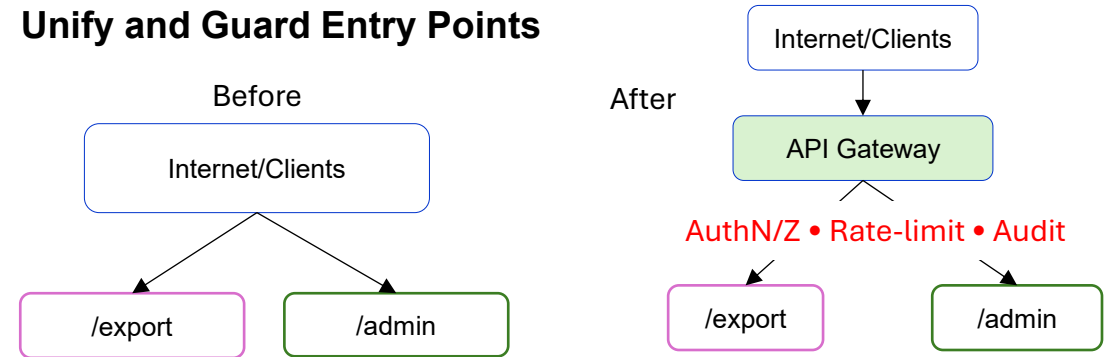 Unify and Guard Entry Points
Before
Internet/Clients
/export
/admin
After
Internet/Clients
API Gateway
AuthN/Z • Rate-limit • Audit
/export
/admin